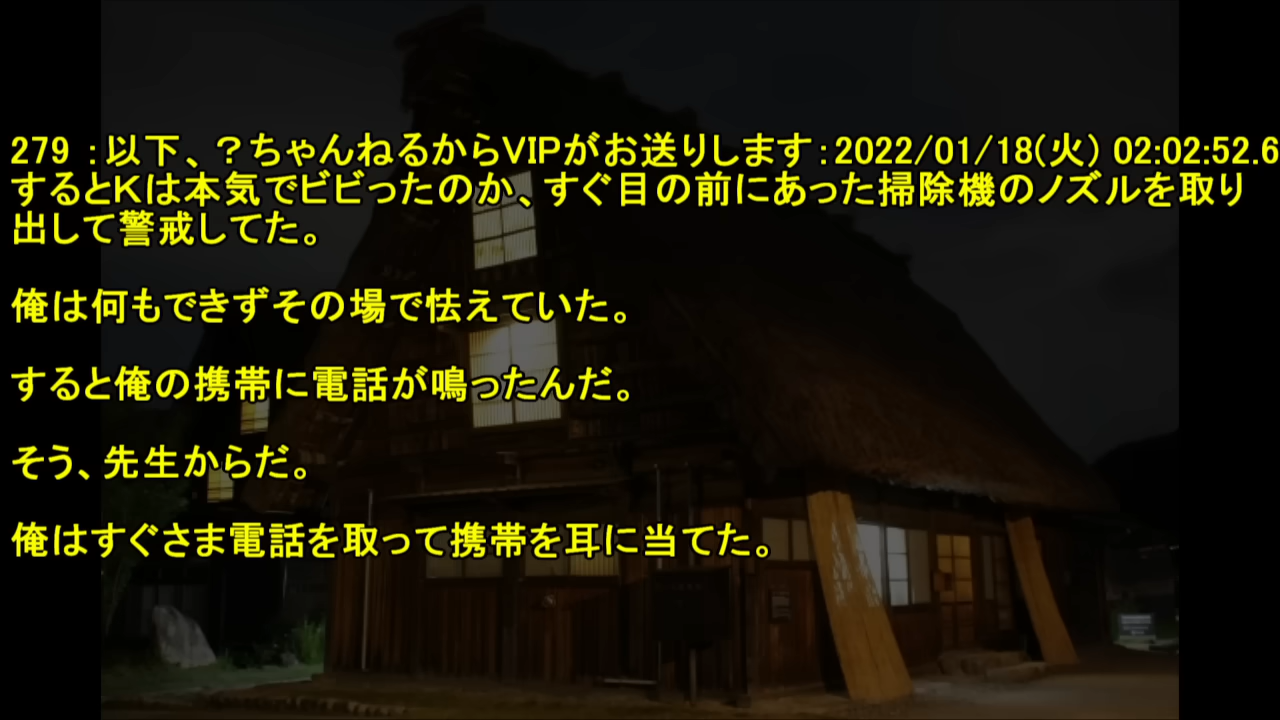 279 ：以下、？ちゃんねるからVIPがお送りします：2022/01/18(火) 02:02:52.6
するとKは本気でビビったのか、すぐ目の前にあった掃除機のノズルを取り
出して警戒してた。
俺は何もできずその場で怯えていた。
すると俺の携帯に電話が鳴ったんだ。
そう、先生からだ。
俺はすぐさま電話を取って携帯を耳に当てた。